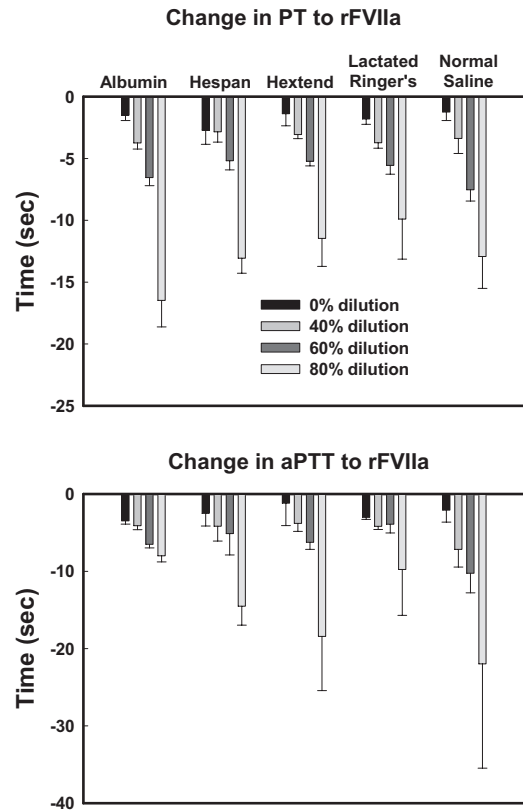 Change in PT to rFVIIa
Albumin Hespan Hextend Lactated Ringer's Normal Saline
0
-5
-10
-15
-20
-25
Time (sec)
0% dilution
40% dilution
60% dilution
80% dilution
Change in aPTT to rFVIIa
0
-10
-20
-30
-40
Time (sec)